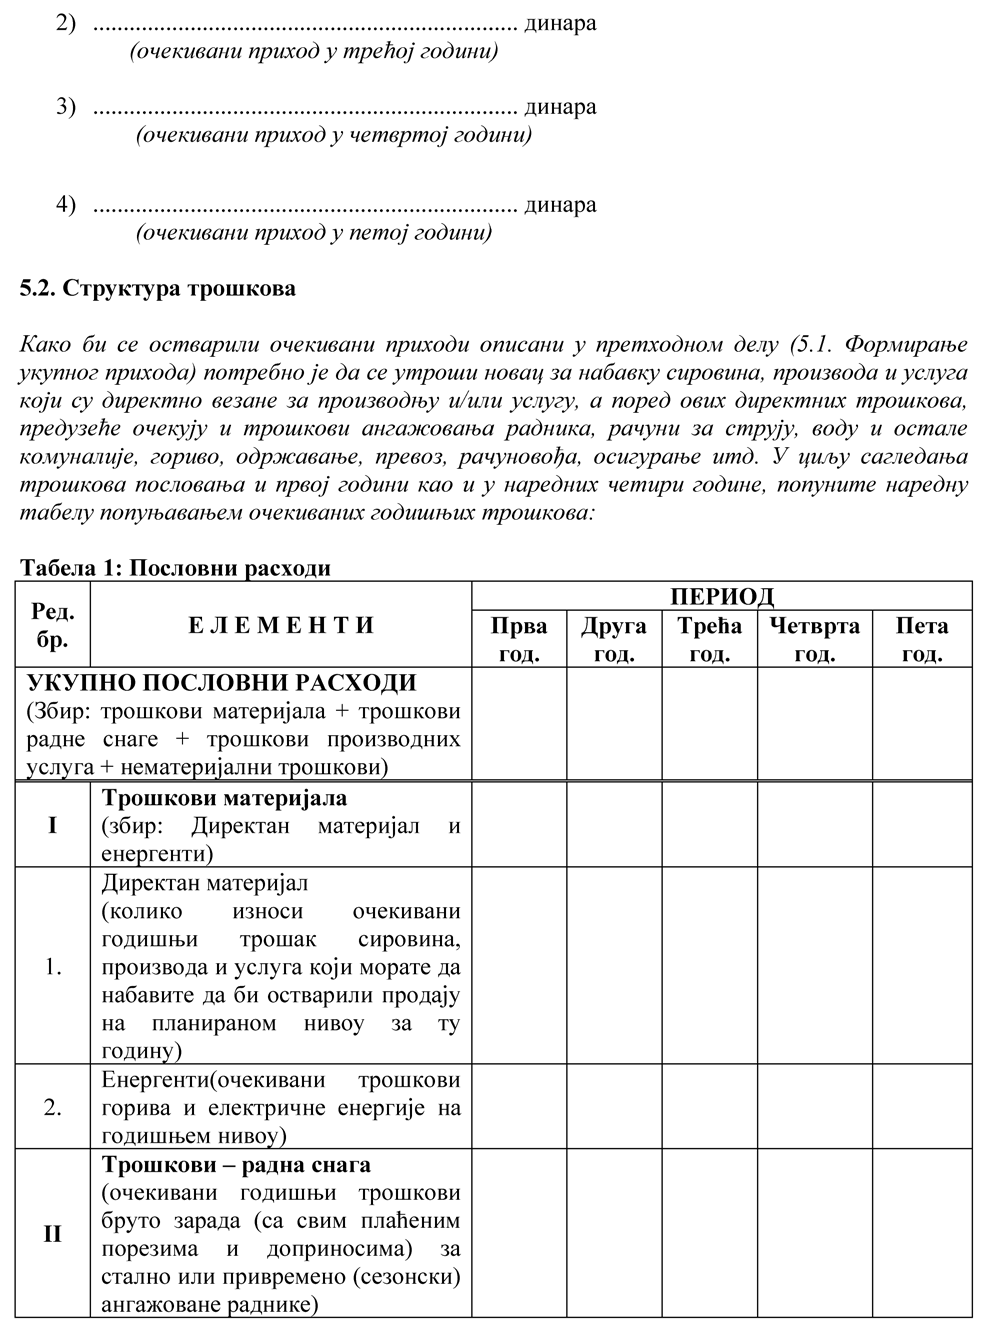 2) ...................................................................... динара
(очекивани приход у трећој години)
3) ...................................................................... динара
(очекивани приход у четвртој години)
4) ...................................................................... динара
(очекивани приход у петој години)
5.2. Структура трошкова
Како би се остварили очекивани приходи описани у претходном делу (5.1. Формирање
укупног прихода) потребно је да се утроши новац за набавку сировина, производа и услуга
који су директно везане за производњу и/или услугу, а поред ових директних трошкова,
предузеће очекују и трошкови ангажовања радника, рачуни за струју, воду и остале
комуналије, гориво, одржавање, превоз, рачуновођа, осигурање итд. У циљу сагледања
трошкова пословања и првој години као и у наредних четири године, попуните наредну
табелу попуњавањем очекиваних годишњих трошкова:
Табела 1: Пословни расходи
Ред.
бр.
Е Л Е М Е Н Т И
ПЕРИОД
Прва
год.
Друга
год.
Трећа
год.
Четврта
год.
Пета
год.
УКУПНО ПОСЛОВНИ РАСХОДИ
(Збир: трошкови материјала + трошкови
радне снаге + трошкови производних
услуга + нематеријални трошкови)
I
Трошкови материјала
(збир: Директан материјал и
енергенти)
1.
Директан материјал
(колико износи очекивани
годишњи трошак сировина,
производа и услуга који морате да
набавите да би остварили продају
на планираном нивоу за ту
годину)
2.
Енергенти(очекивани трошкови
горива и електричне енергије на
годишњем нивоу)
II
Трошкови – радна снага
(очекивани годишњи трошкови
бруто зарада (са свим плаћеним
порезима и доприносима) за
стално или привремено (сезонски)
ангажоване раднике)